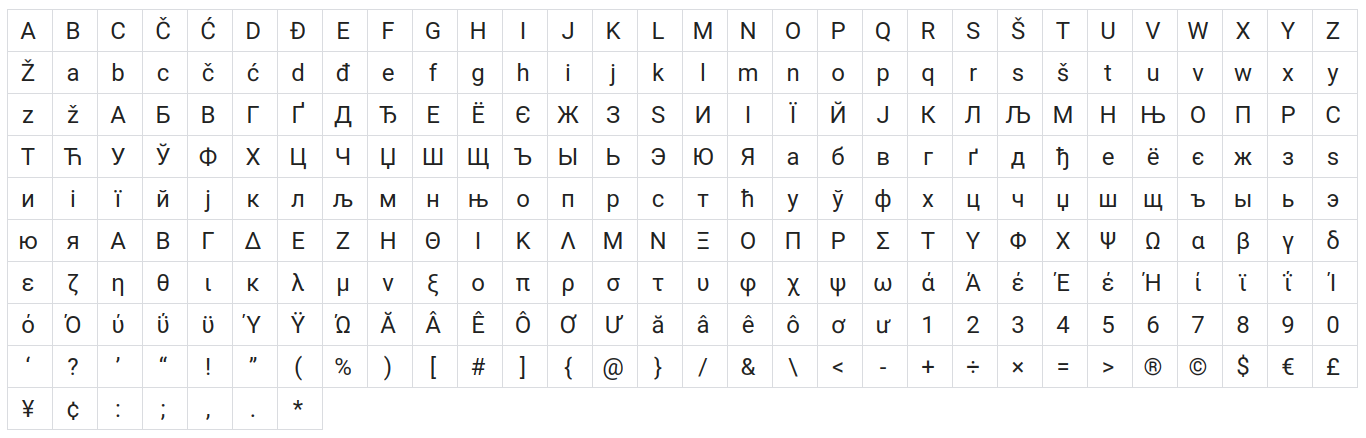 A B C Č Ć D Đ E F G H I J K L M N O P Q R S Š T U V W X Y Z
Ž a b c č ć d đ e f g h i j k l m n o p q r s š t u v w x y
z ž А Б В Г Ґ Д Ђ Е Ё Є Ж З Ѕ И І Ї Й Ј К Л Љ М Н Њ О П Р С
Т Ћ У Ў Ф Х Ц Ч Џ Ш Щ Ъ Ы Ь Э Ю Я а б в г ґ д ђ е ё є ж з ѕ
и і ї й ј к л љ м н њ о п р с т ћ у ў ф х ц ч џ ш щ ъ ы ь э
ю я Α Β Γ Δ Ε Ζ Η Θ Ι Κ Λ Μ Ν Ξ Ο Π Ρ Σ Τ Υ Φ Χ Ψ Ω α β γ δ
ε ζ η θ ι κ λ μ ν ξ ο π ρ σ τ υ φ χ ψ ω ά Ά έ Έ έ Ή ί ϊ ΐ Ί
ό Ό ύ ΰ ϋ Ύ Ϋ Ώ Ă Â Ê Ô Ơ Ư ă â ê ô ơ ư 1 2 3 4 5 6 7 8 9 0
‘ ? ’ “ ! ” ( % ) [ # ] { @ } / & \ < - + ÷ × = > ® © $ € £
¥ ¢ : ; , . *